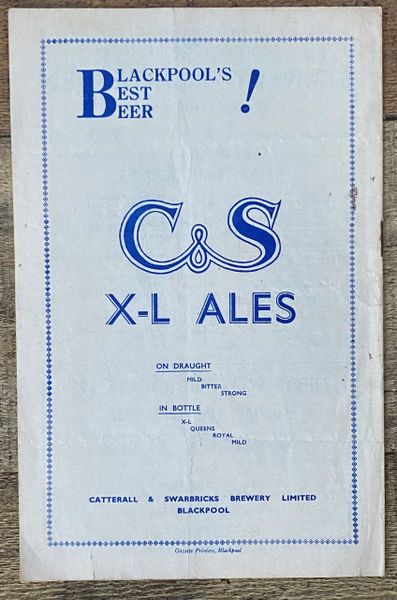 BLACKPOOL'S
BEST
BEER !
C&S
X-L ALES
ON DRAUGHT
MILD
BITTER
STRONG
IN BOTTLE
X-L
QUEENS
ROYAL
MILD
CATTERALL & SWARBRICKS BREWERY LIMITED
BLACKPOOL
Gazette Printers, Blackpool